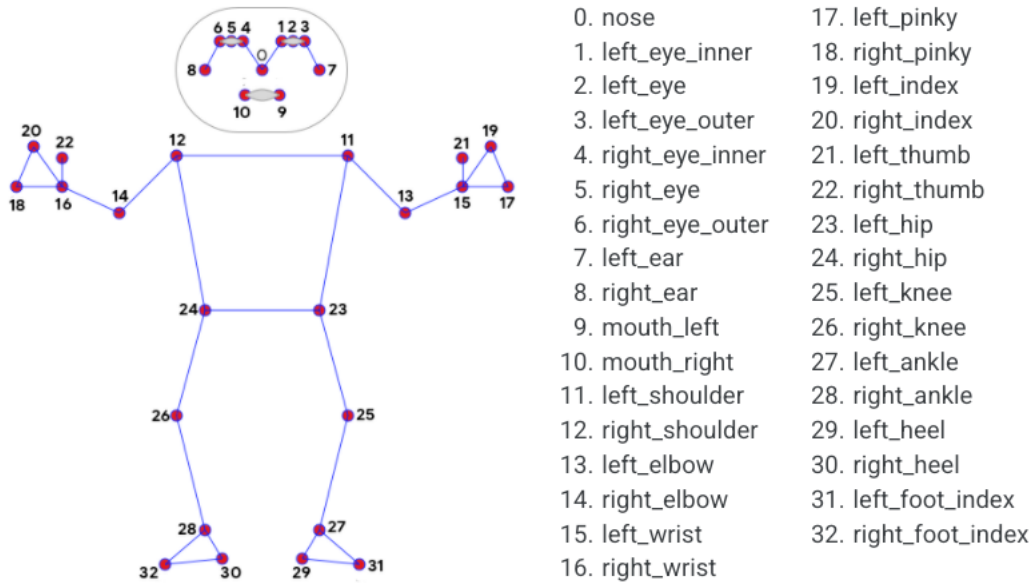 6 5 4 1 2 3
0
8 7
10 9
20 22 12 11 21 19
18 16 14 13 15 17
24 23
26 25
28 27
32 30 29 31
0. nose
1. left_eye_inner
2. left_eye
3. left_eye_outer
4. right_eye_inner
5. right_eye
6. right_eye_outer
7. left_ear
8. right_ear
9. mouth_left
10. mouth_right
11. left_shoulder
12. right_shoulder
13. left_elbow
14. right_elbow
15. left_wrist
16. right_wrist
17. left_pinky
18. right_pinky
19. left_index
20. right_index
21. left_thumb
22. right_thumb
23. left_hip
24. right_hip
25. left_knee
26. right_knee
27. left_ankle
28. right_ankle
29. left_heel
30. right_heel
31. left_foot_index
32. right_foot_index